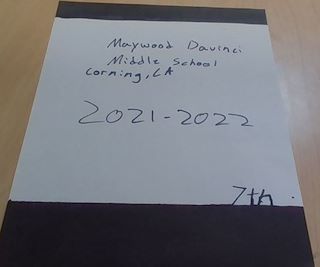 Maywood Davinci
Middle School
Corning, CA
2021-2022
7th